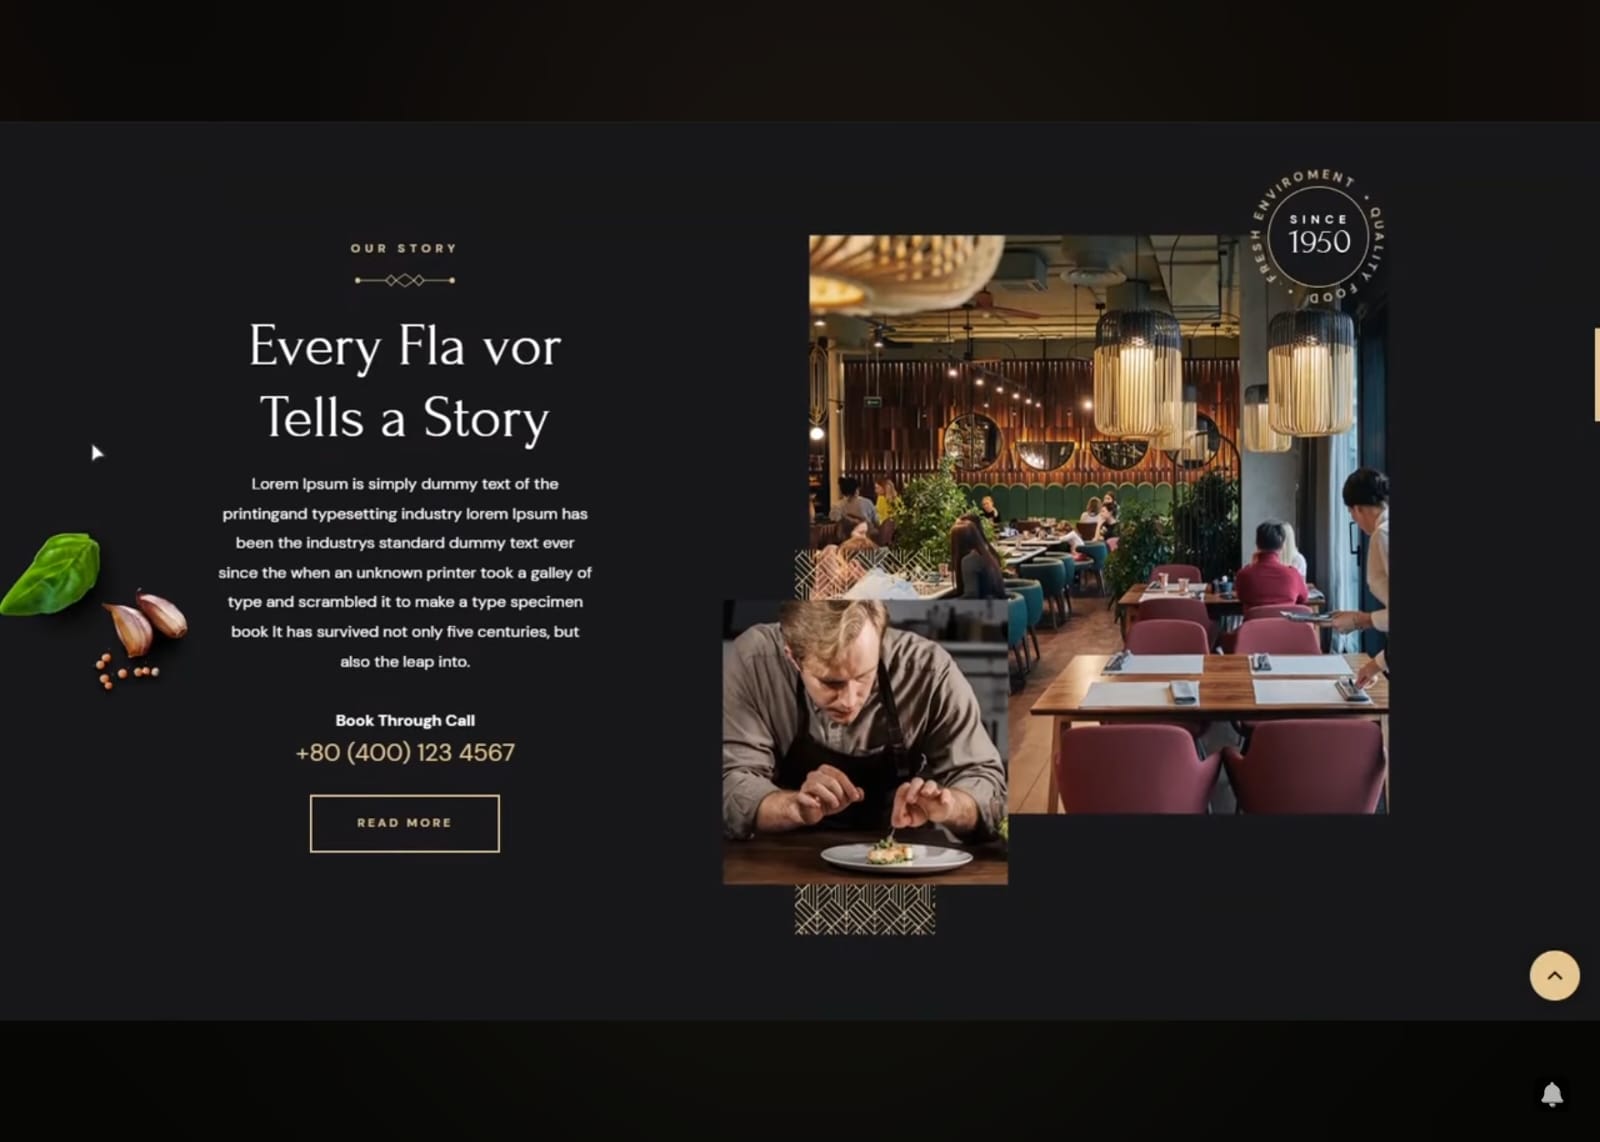 OUR STORY
Every Fla vor
Tells a Story
Lorem Ipsum is simply dummy text of the
printingand typesetting industry lorem Ipsum has
been the industrys standard dummy text ever
since the when an unknown printer took a galley of
type and scrambled it to make a type specimen
book It has survived not only five centuries, but
also the leap into.
Book Through Call
+80 (400) 123 4567
READ MORE
FRESH ENVIROMENT • QUALITY FOOD •
SINCE
1950